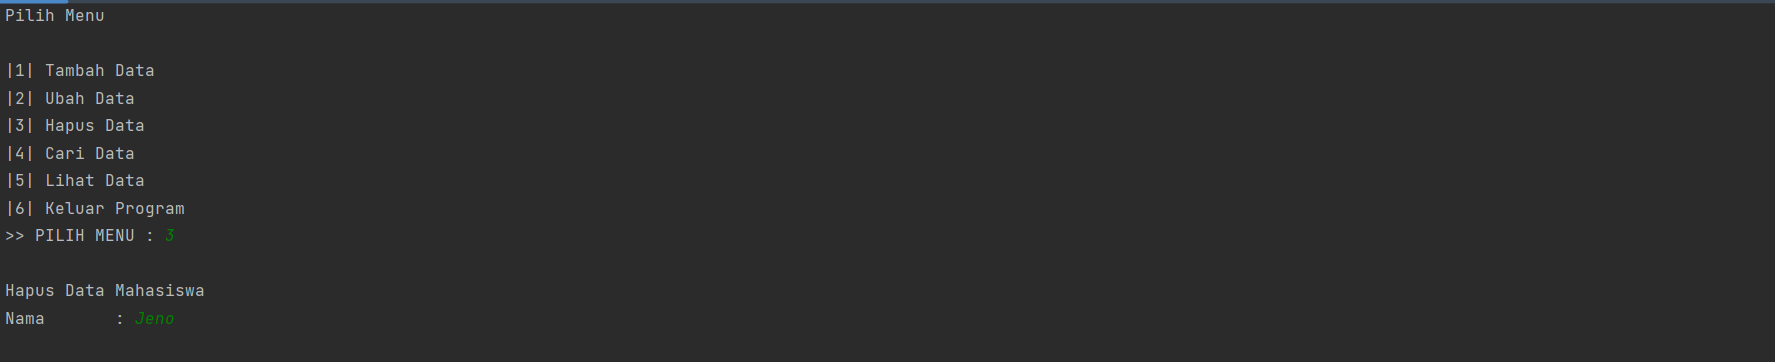 Pilih Menu
|1| Tambah Data
|2| Ubah Data
|3| Hapus Data
|4| Cari Data
|5| Lihat Data
|6| Keluar Program
>> PILIH MENU : 3
Hapus Data Mahasiswa
Nama       : Jeno